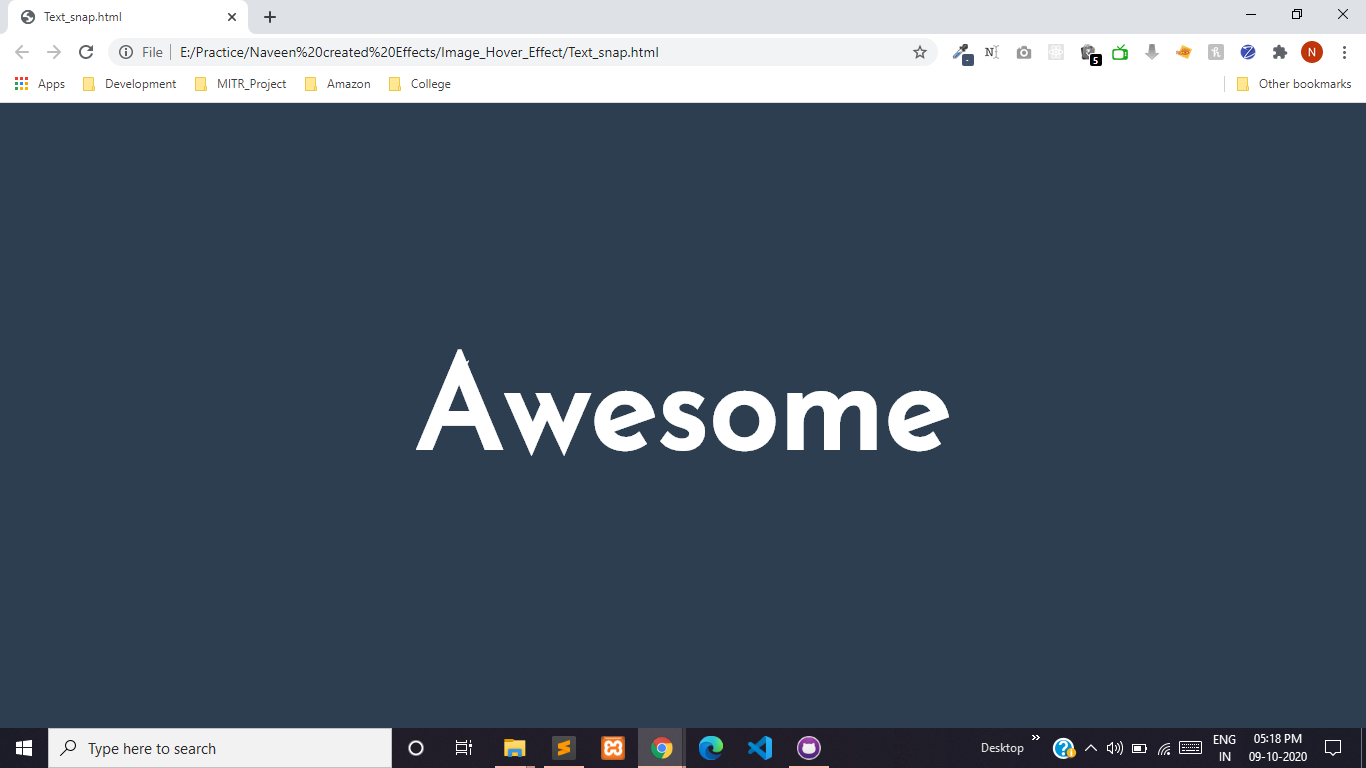 Text_snap.html
File
E:/Practice/Naveen%20created%20Effects/Image_Hover_Effect/Text_snap.html
N
5
N
Apps
Development
MITR_Project
Amazon
College
Other bookmarks
Awesome
Type here to search
Desktop
ENG
IN
05:18 PM
09-10-2020